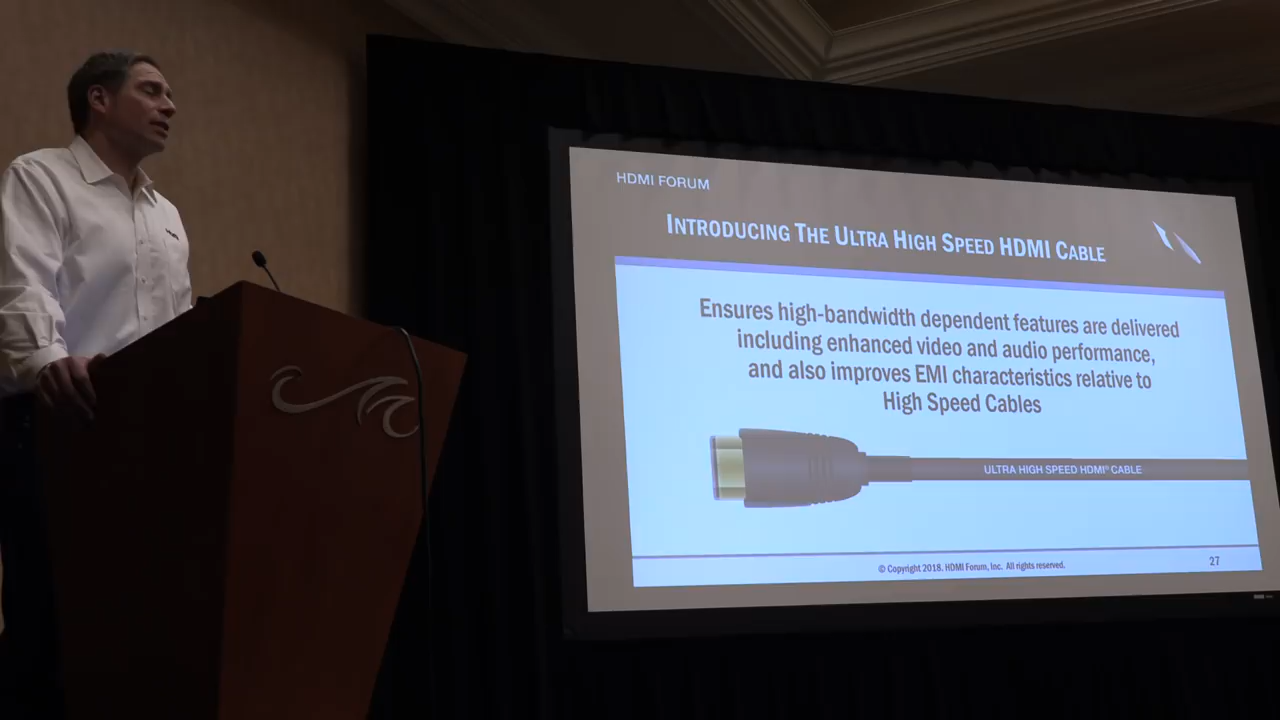 HDMI FORUM
INTRODUCING THE ULTRA HIGH SPEED HDMI CABLE
Ensures high-bandwidth dependent features are delivered
including enhanced video and audio performance,
and also improves EMI characteristics relative to
High Speed Cables
ULTRA HIGH SPEED HDMI® CABLE
© Copyright 2018. HDMI Forum, Inc. All rights reserved.
27